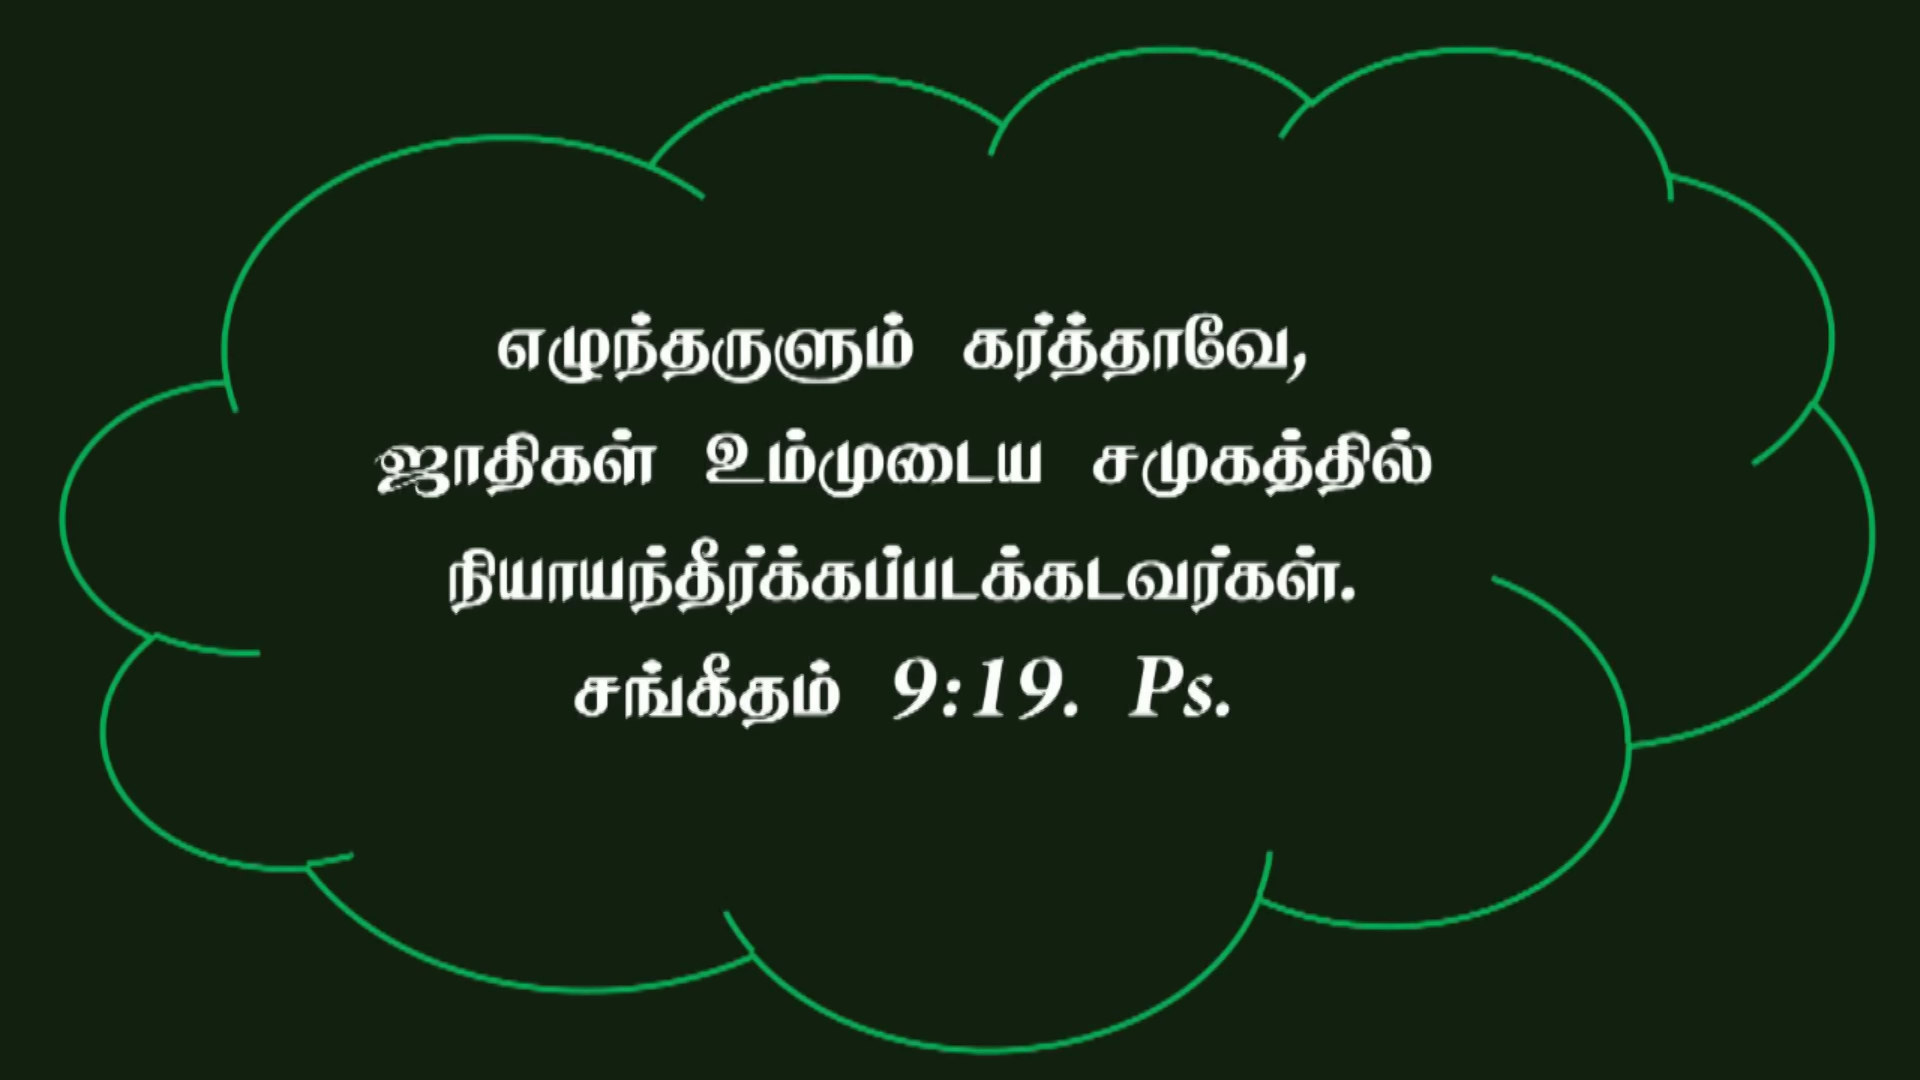 எழுந்தருளும் கர்த்தாவே,
ஜாதிகள் உம்முடைய சமுகத்தில்
நியாயந்தீர்க்கப்படக்கடவர்கள்.
சங்கீதம் 9:19. Ps.